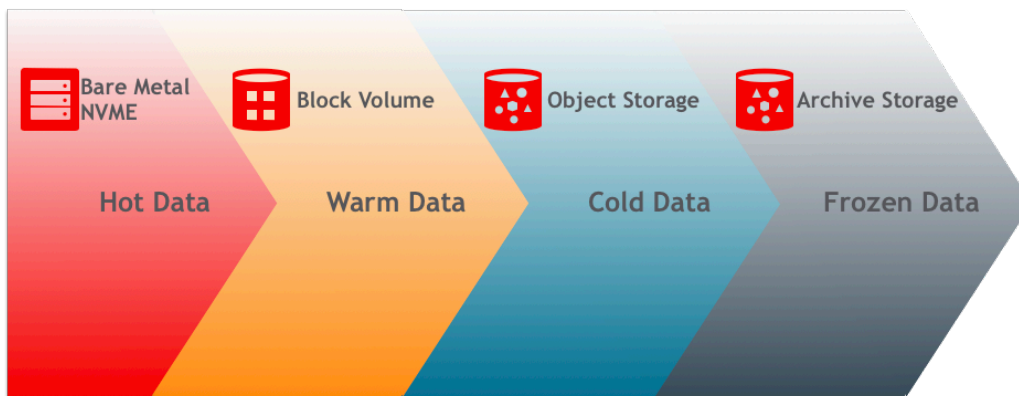 Bare Metal
NVME
Block Volume
Object Storage
Archive Storage
Hot Data
Warm Data
Cold Data
Frozen Data